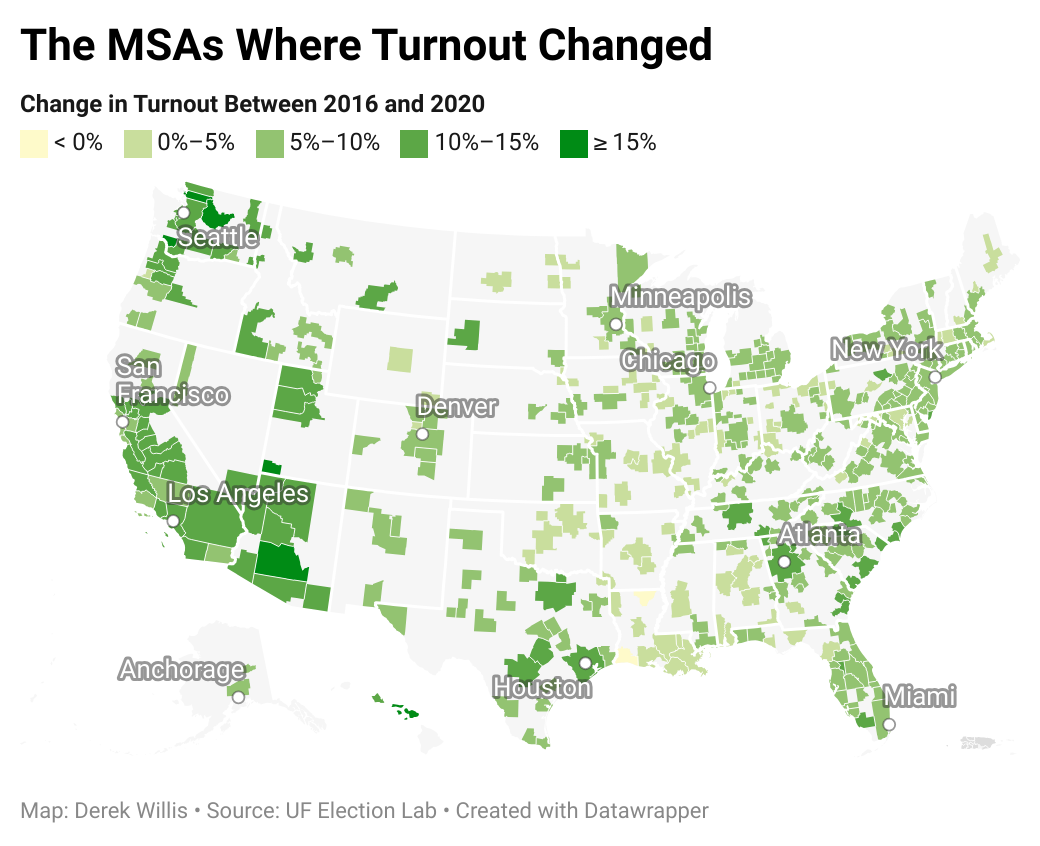 The MSAs Where Turnout Changed
Change in Turnout Between 2016 and 2020
< 0% 0%–5% 5%–10% 10%–15% ≥ 15%
Seattle
Minneapolis
New York
Chicago
San
Francisco
Denver
Los Angeles
Atlanta
Anchorage
Houston
Miami
Map: Derek Willis • Source: UF Election Lab • Created with Datawrapper